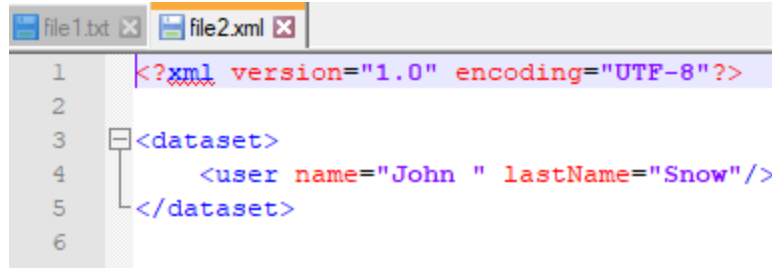 file1.txt file2.xml
1 <?xml version="1.0" encoding="UTF-8"?>
2
3 <dataset>
4 <user name="John " lastName="Snow"/>
5 </dataset>
6